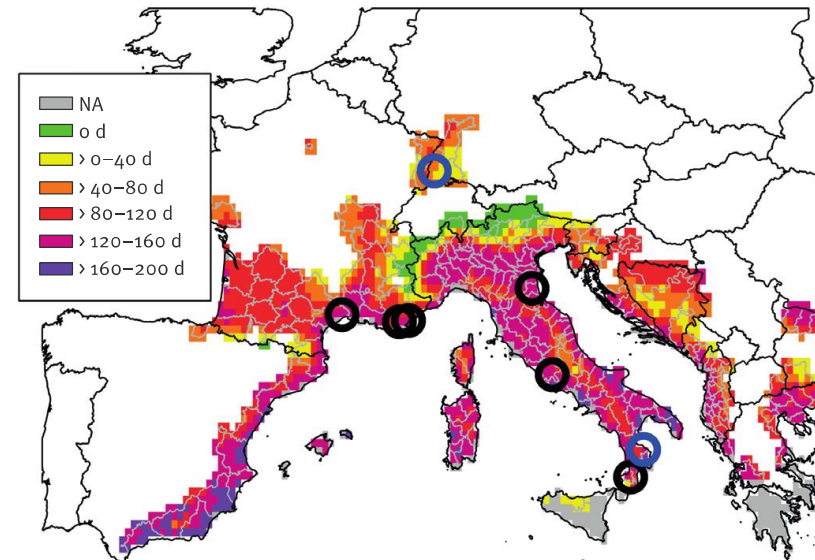 NA
0 d
> 0–40 d
> 40–80 d
> 80–120 d
> 120–160 d
> 160–200 d